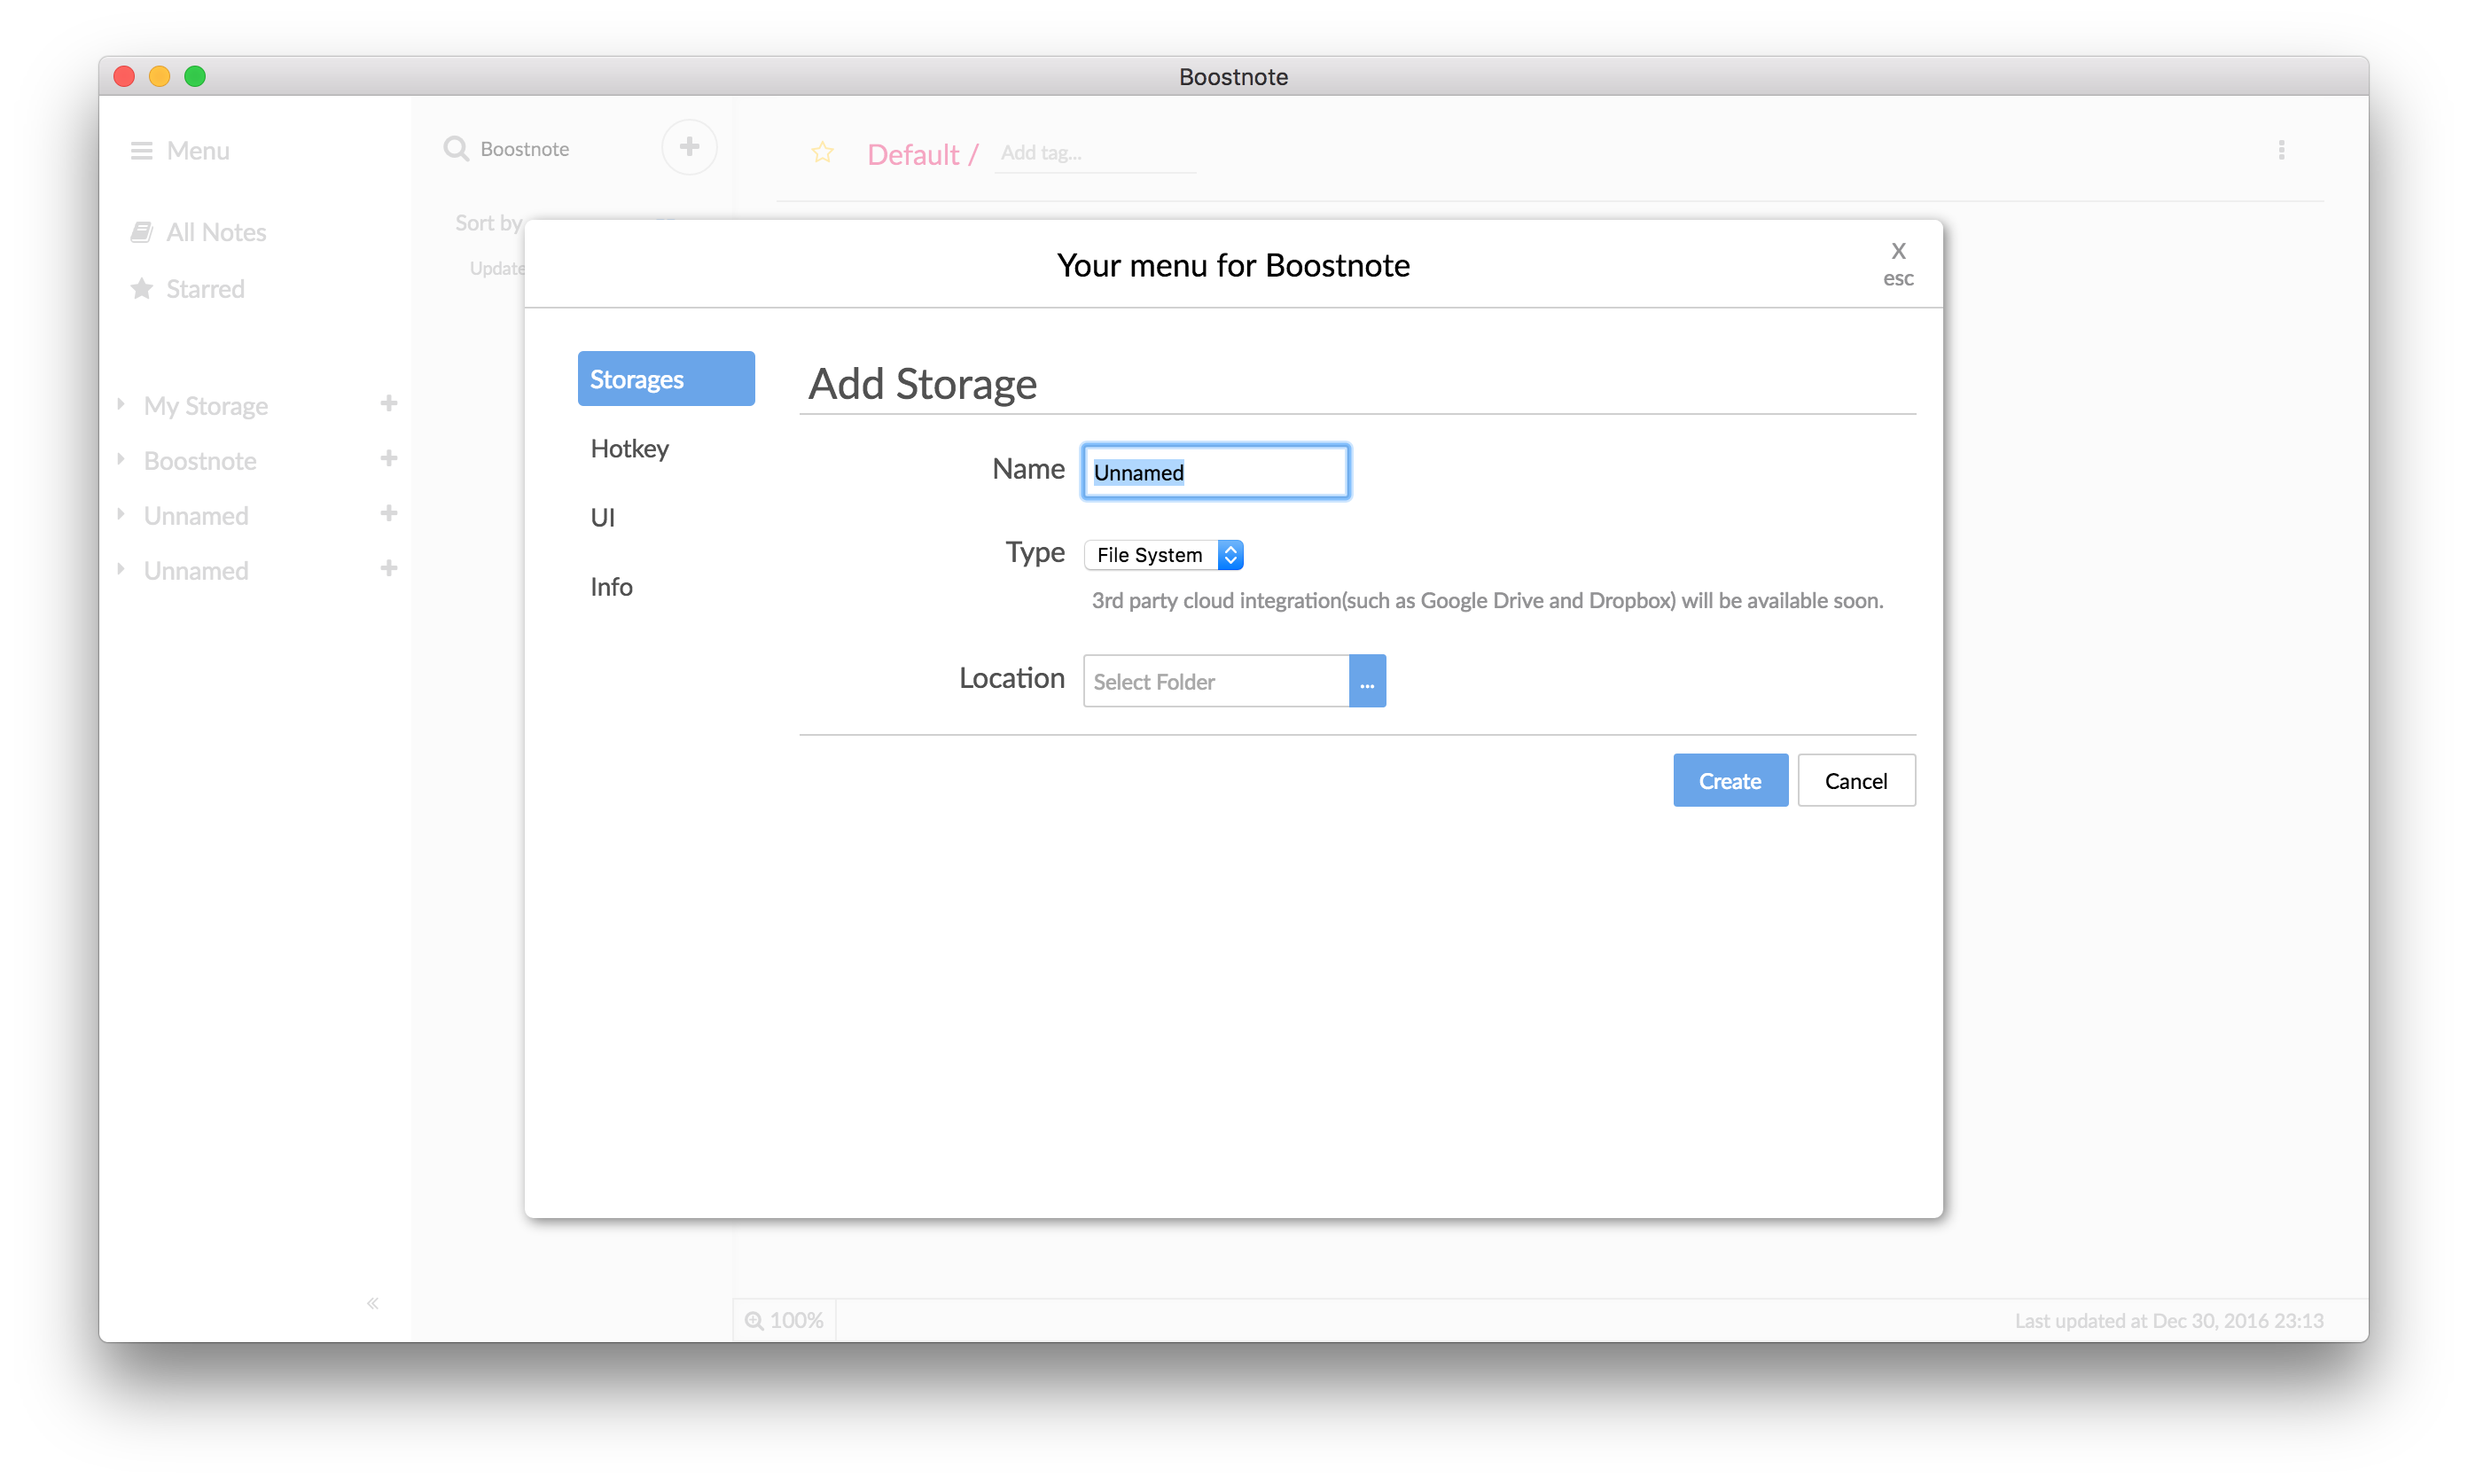 Boostnote
Menu
All Notes
Starred
My Storage
Boostnote
Unnamed
Unnamed
Boostnote
Sort by
Update
Default /
Add tag...
Your menu for Boostnote
X
esc
Storages
Hotkey
UI
Info
Add Storage
Name Unnamed
Type File System
3rd party cloud integration(such as Google Drive and Dropbox) will be available soon.
Location Select Folder ...
Create Cancel
100%
Last updated at Dec 30, 2016 23:13